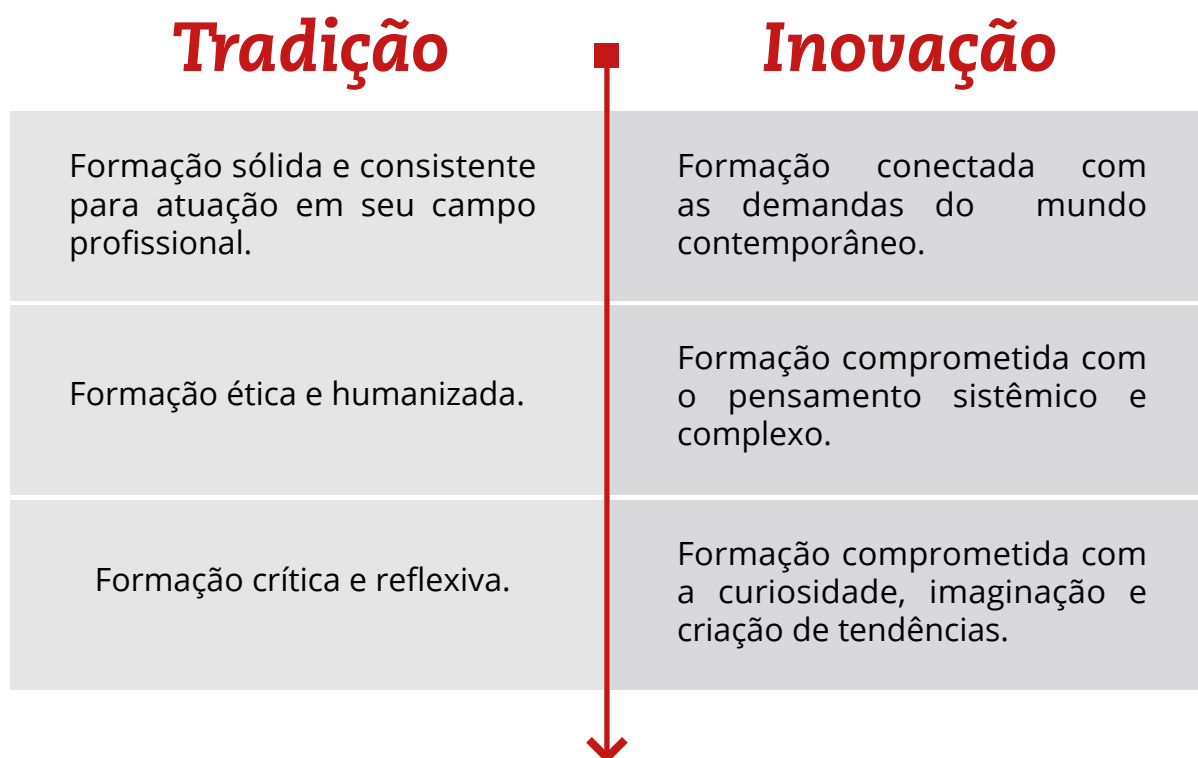 Tradição
Inovação
Formação sólida e consistente
para atuação em seu campo
profissional.
Formação conectada com
as demandas do mundo
contemporâneo.
Formação ética e humanizada.
Formação comprometida com
o pensamento sistêmico e
complexo.
Formação crítica e reflexiva.
Formação comprometida com
a curiosidade, imaginação e
criação de tendências.